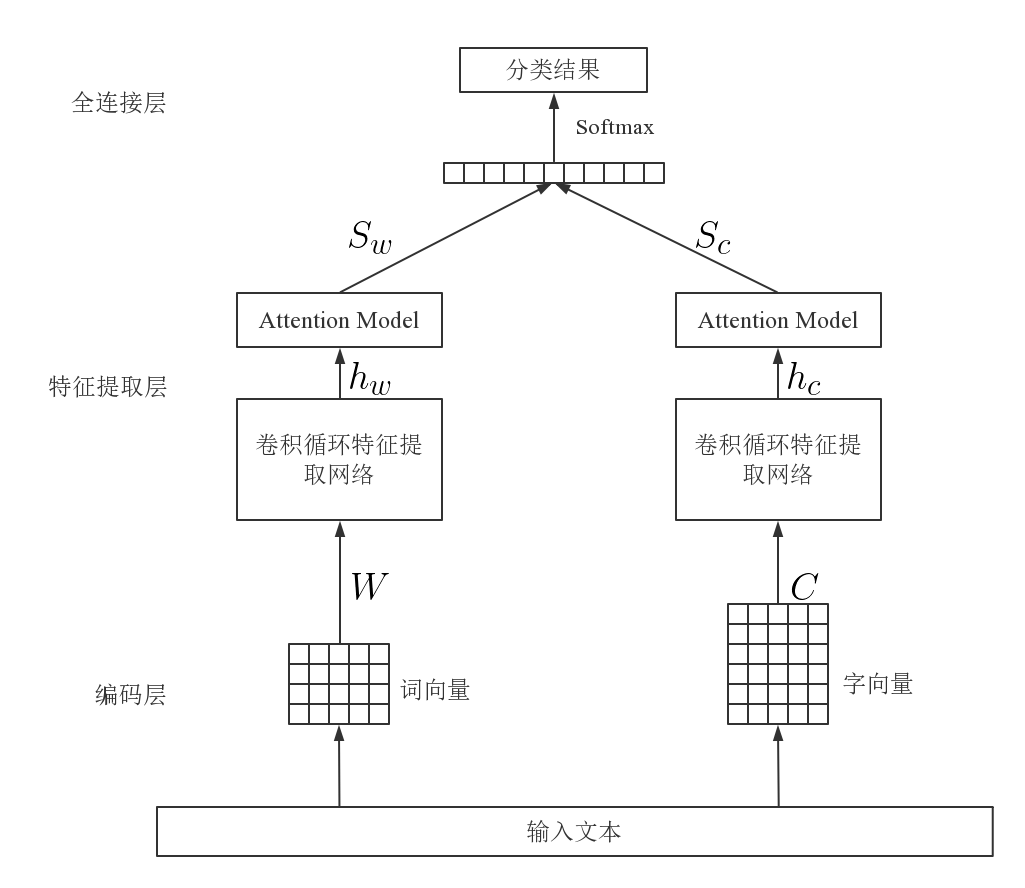 分类结果
全连接层
Softmax
S_w
S_c
Attention Model
Attention Model
h_w
h_c
特征提取层
卷积循环特征提
取网络
卷积循环特征提
取网络
W
C
编码层
词向量
字向量
输入文本